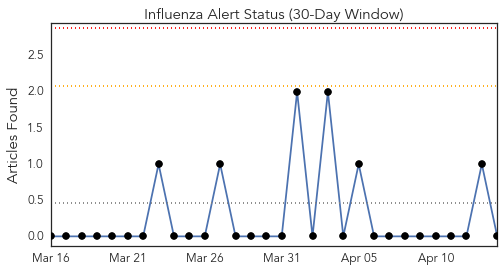 Influenza Alert Status (30-Day Window)
Articles Found
2.5
2.0
1.5
1.0
0.5
0.0
Mar 16 Mar 21 Mar 26 Mar 31 Apr 05 Apr 10